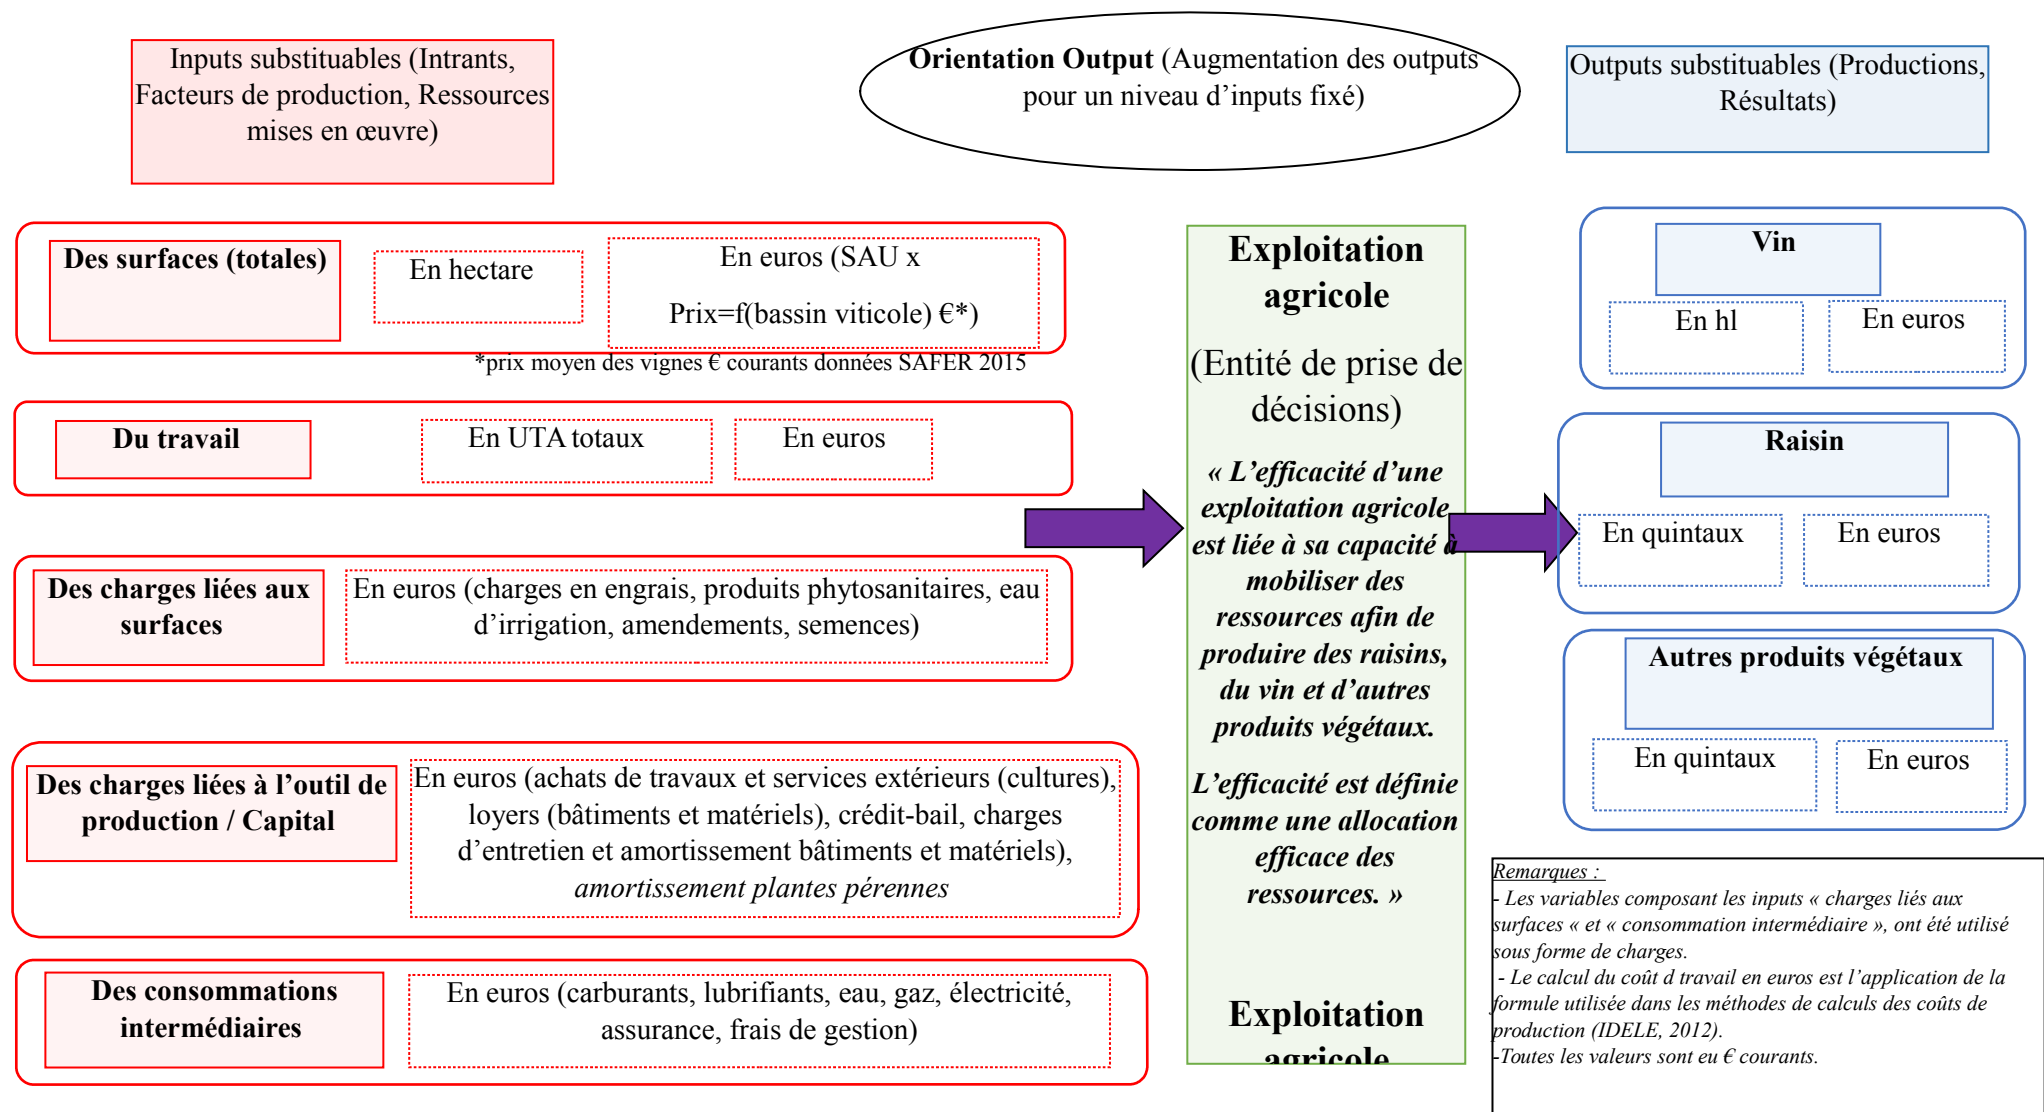 Inputs substituables (Intrants,
Facteurs de production, Ressources
mises en œuvre)
Orientation Output (Augmentation des outputs
pour un niveau d’inputs fixé)
Outputs substituables (Productions,
Résultats)
Des surfaces (totales)
En hectare
En euros (SAU x
Prix=f(bassin viticole) €*)
*prix moyen des vignes € courants données SAFER 2015
Du travail
En UTA totaux
En euros
Des charges liées aux
surfaces
En euros (charges en engrais, produits phytosanitaires, eau
d’irrigation, amendements, semences)
Des charges liées à l’outil de
production / Capital
En euros (achats de travaux et services extérieurs (cultures),
loyers (bâtiments et matériels), crédit-bail, charges
d’entretien et amortissement bâtiments et matériels),
amortissement plantes pérennes
Des consommations
intermédiaires
En euros (carburants, lubrifiants, eau, gaz, électricité,
assurance, frais de gestion)
Exploitation
agricole
(Entité de prise de
décisions)
« L’efficacité d’une
exploitation agricole
est liée à sa capacité à
mobiliser des
ressources afin de
produire des raisins,
du vin et d’autres
produits végétaux.
L’efficacité est définie
comme une allocation
efficace des
ressources. »
Exploitation
agricole
Vin
En hl
En euros
Raisin
En quintaux
En euros
Autres produits végétaux
En quintaux
En euros
Remarques :
- Les variables composant les inputs « charges liés aux
surfaces « et « consommation intermédiaire », ont été utilisé
sous forme de charges.
- Le calcul du coût d travail en euros est l’application de la
formule utilisée dans les méthodes de calculs des coûts de
production (IDELE, 2012).
-Toutes les valeurs sont eu € courants.